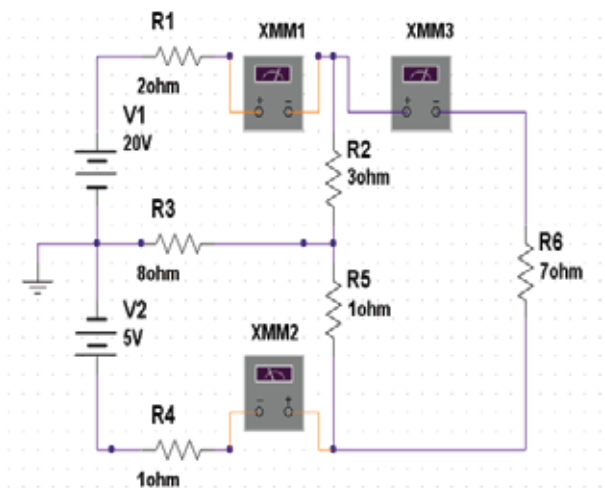 R1
2ohm
XMM1
+
-
XMM3
+
-
V1
20V
R2
3ohm
R3
8ohm
R6
7ohm
R5
1ohm
V2
5V
XMM2
A
-
+
R4
1ohm